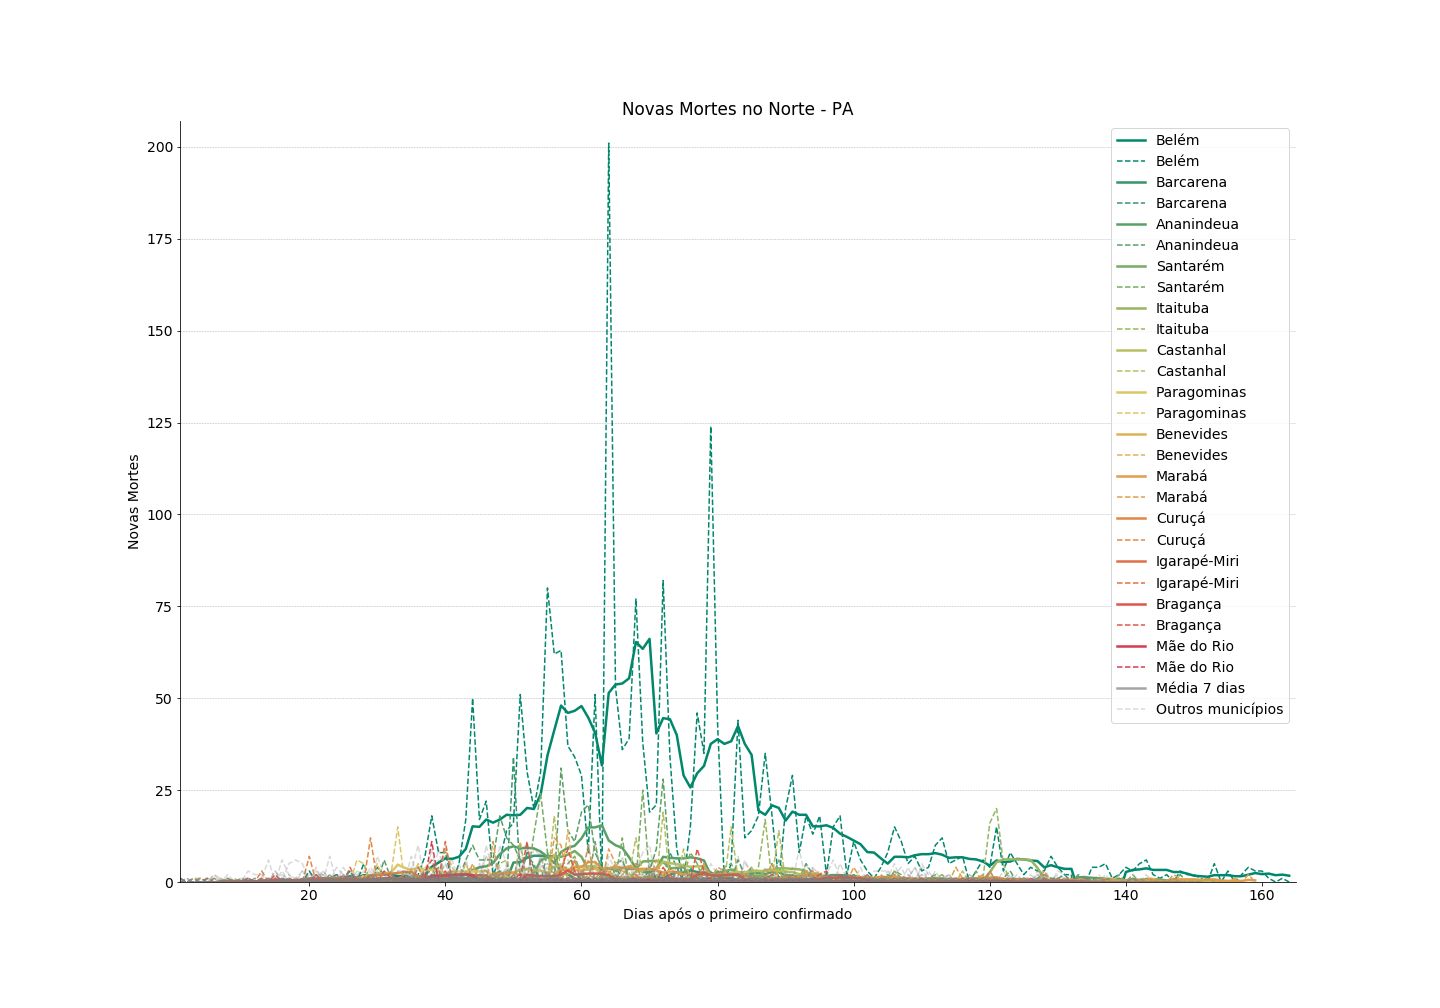 Novas Mortes no Norte - PA
200
175
150
125
100
75
50
25
0
Novas Mortes
20
40
60
80
100
120
140
160
Dias após o primeiro confirmado
Belém
Belém
Barcarena
Barcarena
Ananindeua
Ananindeua
Santarém
Santarém
Itaituba
Itaituba
Castanhal
Castanhal
Paragominas
Paragominas
Benevides
Benevides
Marabá
Marabá
Curuçá
Curuçá
Igarapé-Miri
Igarapé-Miri
Bragança
Bragança
Mãe do Rio
Mãe do Rio
Média 7 dias
Outros municípios